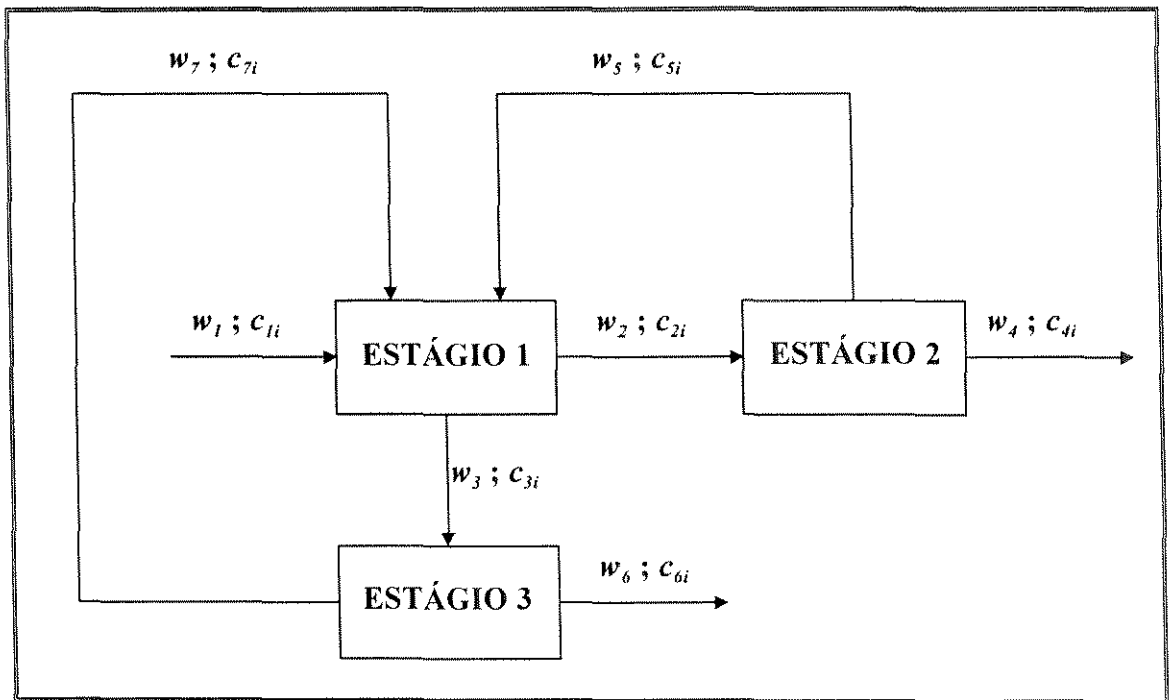 w₇ ; c₇ᵢ
w₅ ; c₅ᵢ
w₁ ; c₁ᵢ
ESTÁGIO 1
w₂ ; c₂ᵢ
ESTÁGIO 2
w₄ ; c₄ᵢ
w₃ ; c₃ᵢ
ESTÁGIO 3
w₆ ; c₆ᵢ